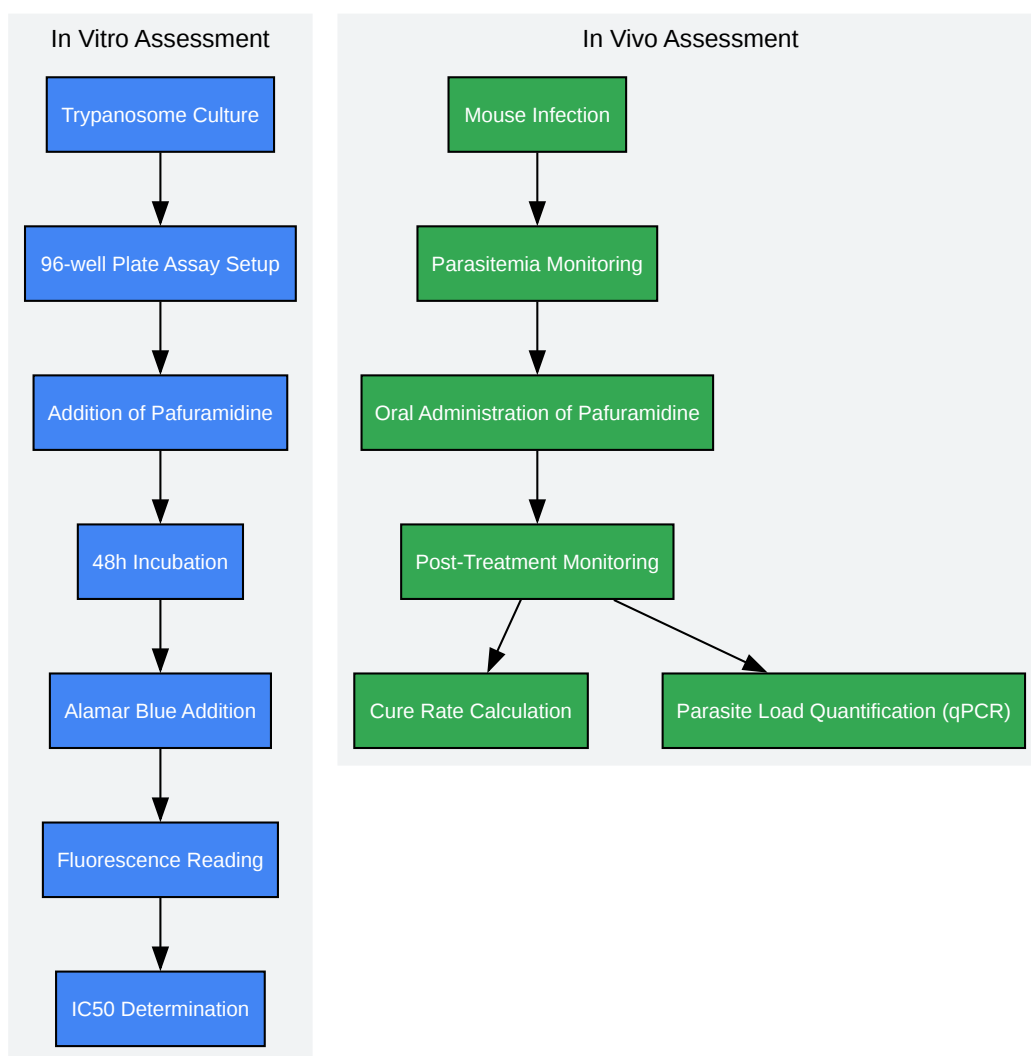 In Vitro Assessment
Trypanosome Culture
96-well Plate Assay Setup
Addition of Pafuramidine
48h Incubation
Alamar Blue Addition
Fluorescence Reading
IC50 Determination
In Vivo Assessment
Mouse Infection
Parasitemia Monitoring
Oral Administration of Pafuramidine
Post-Treatment Monitoring
Cure Rate Calculation
Parasite Load Quantification (qPCR)